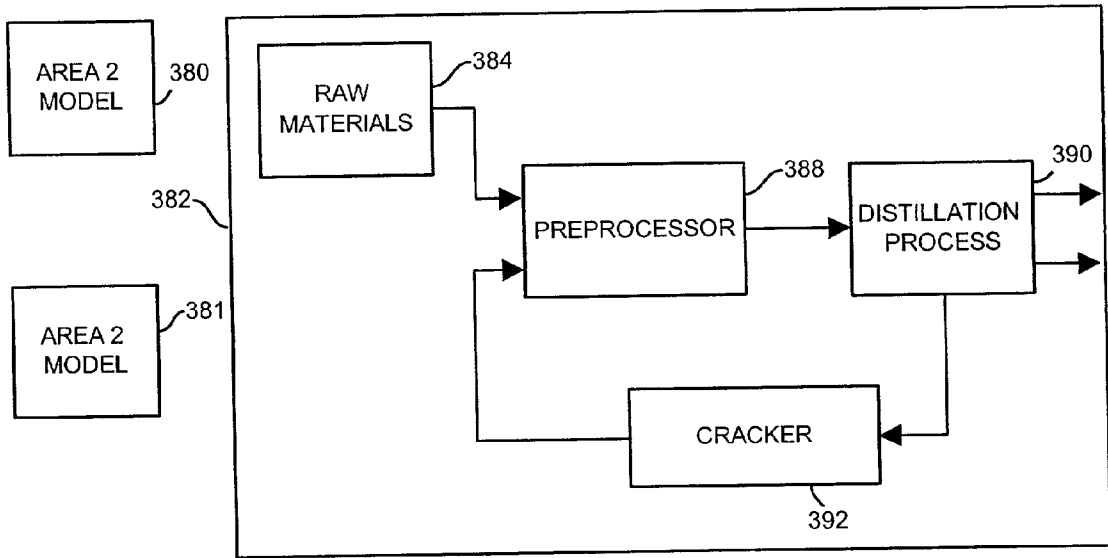 AREA 2
MODEL
380
382
AREA 2
MODEL
381
RAW
MATERIALS
384
PREPROCESSOR
388
DISTILLATION
PROCESS
390
CRACKER
392